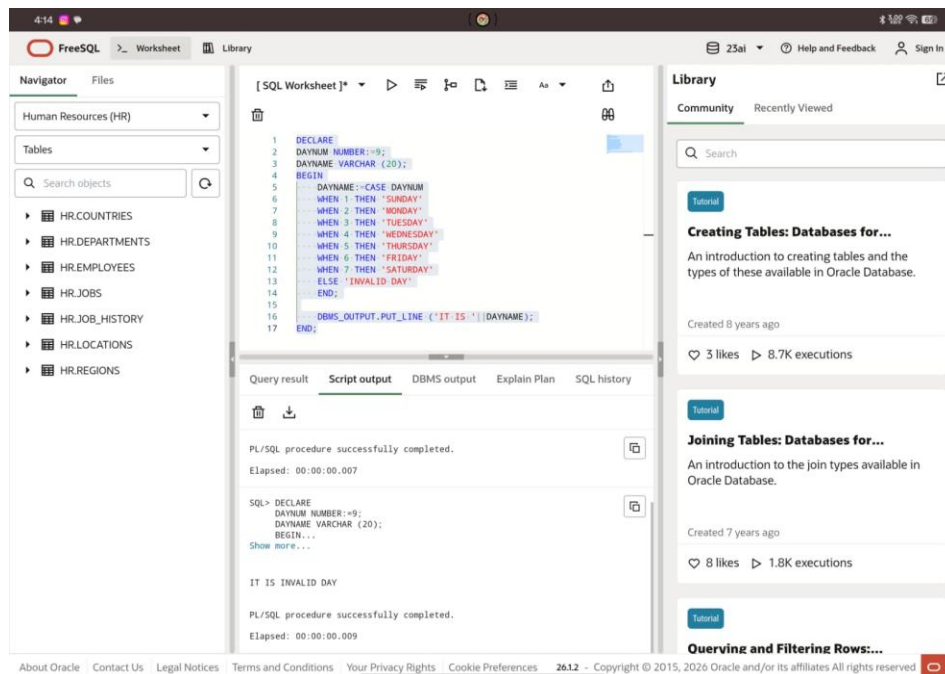 4:14
FreeSQL
>_ Worksheet
Library
23ai
Help and Feedback
Sign In
Navigator
Files
Human Resources (HR)
Tables
Search objects
HR.COUNTRIES
HR.DEPARTMENTS
HR.EMPLOYEES
HR.JOBS
HR.JOB_HISTORY
HR.LOCATIONS
HR.REGIONS
[ SQL Worksheet ]*
Aa
1 DECLARE
2 DAYNUM NUMBER:=9;
3 DAYNAME VARCHAR (20);
4 BEGIN
5 DAYNAME:=CASE DAYNUM
6 WHEN 1 THEN 'SUNDAY'
7 WHEN 2 THEN 'MONDAY'
8 WHEN 3 THEN 'TUESDAY'
9 WHEN 4 THEN 'WEDNESDAY'
10 WHEN 5 THEN 'THURSDAY'
11 WHEN 6 THEN 'FRIDAY'
12 WHEN 7 THEN 'SATURDAY'
13 ELSE 'INVALID DAY'
14 END;
15
16 DBMS_OUTPUT.PUT_LINE ('IT IS '||DAYNAME);
17 END;
Query result
Script output
DBMS output
Explain Plan
SQL history
PL/SQL procedure successfully completed.
Elapsed: 00:00:00.007
SQL> DECLARE
DAYNUM NUMBER:=9;
DAYNAME VARCHAR (20);
BEGIN...
Show more...
IT IS INVALID DAY
PL/SQL procedure successfully completed.
Elapsed: 00:00:00.009
Library
Community
Recently Viewed
Search
Tutorial
Creating Tables: Databases for...
An introduction to creating tables and the
types of these available in Oracle Database.
Created 8 years ago
3 likes
8.7K executions
Tutorial
Joining Tables: Databases for...
An introduction to the join types available in
Oracle Database.
Created 7 years ago
8 likes
1.8K executions
Tutorial
Querying and Filtering Rows:...
About Oracle
Contact Us
Legal Notices
Terms and Conditions
Your Privacy Rights
Cookie Preferences
26.1.2 - Copyright © 2015, 2026 Oracle and/or its affiliates All rights reserved